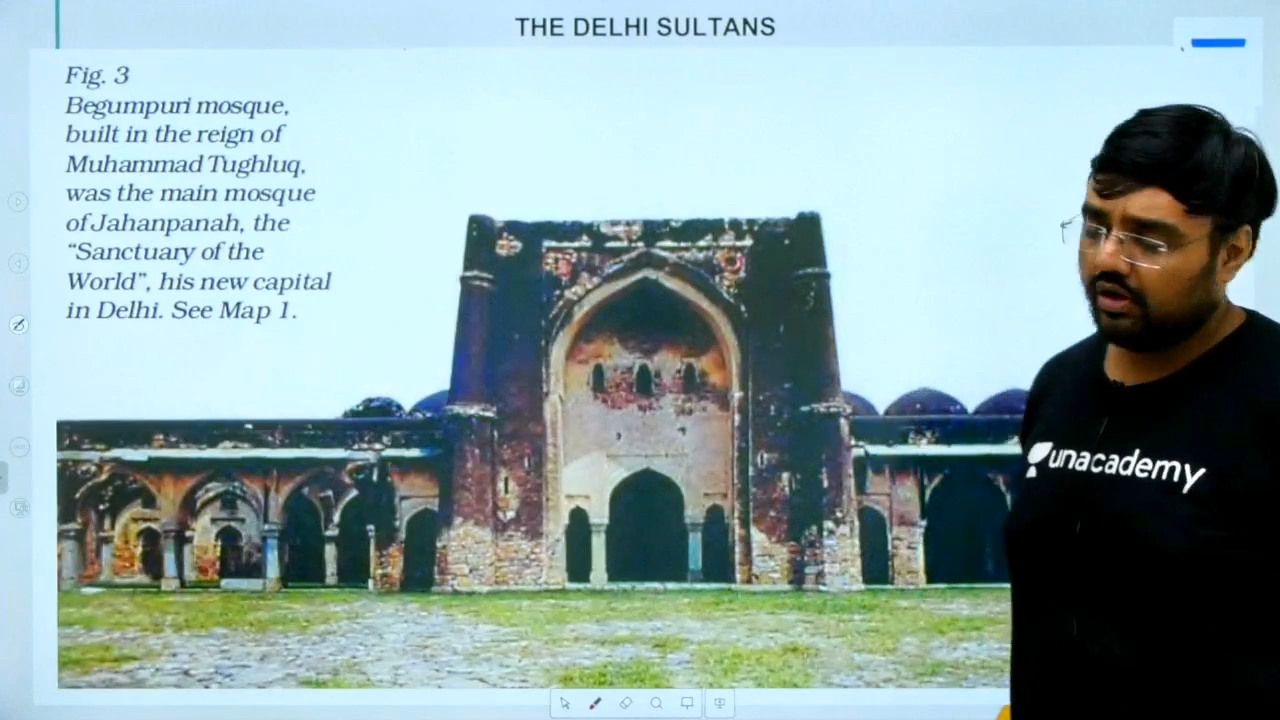 THE DELHI SULTANS
Fig. 3
Begumpuri mosque,
built in the reign of
Muhammad Tughluq,
was the main mosque
of Jahanpanah, the
“Sanctuary of the
World”, his new capital
in Delhi. See Map 1.
unacademy